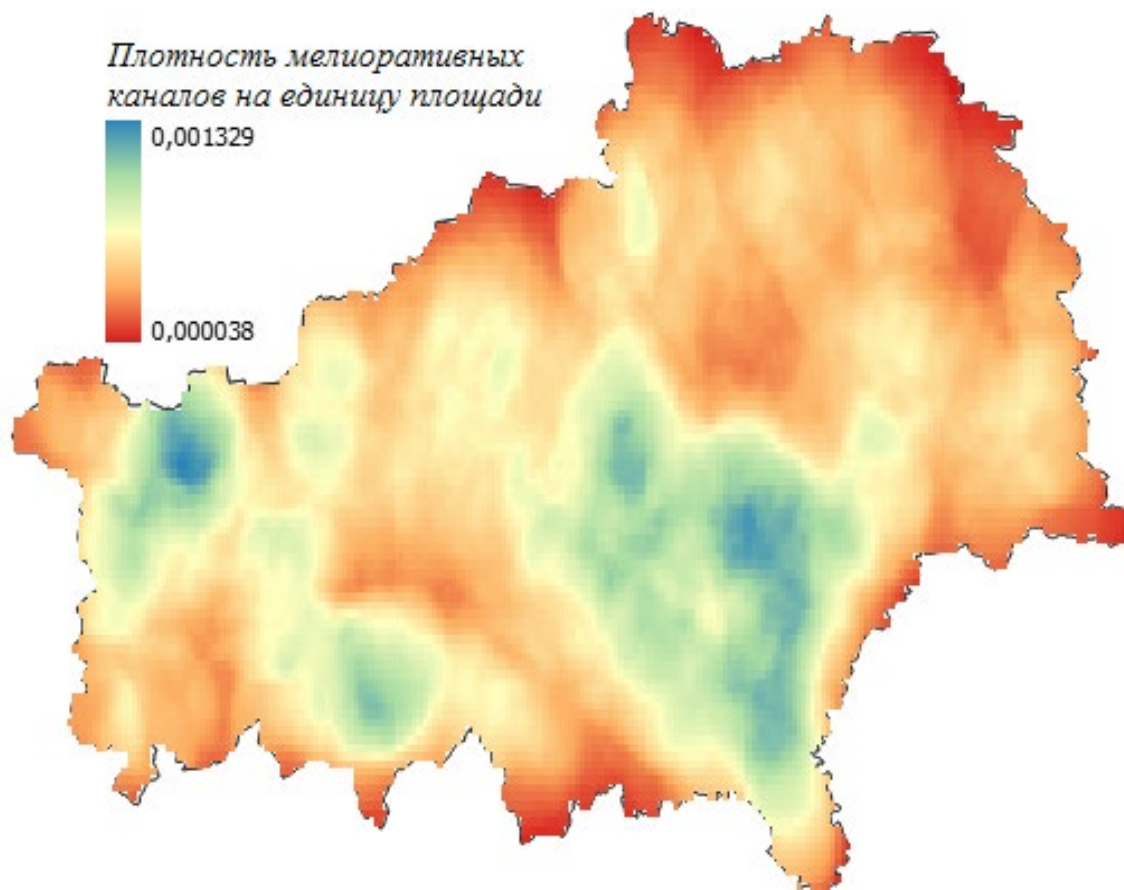 Плотность мелиоративных
каналов на единицу площади
0,001329
0,000038